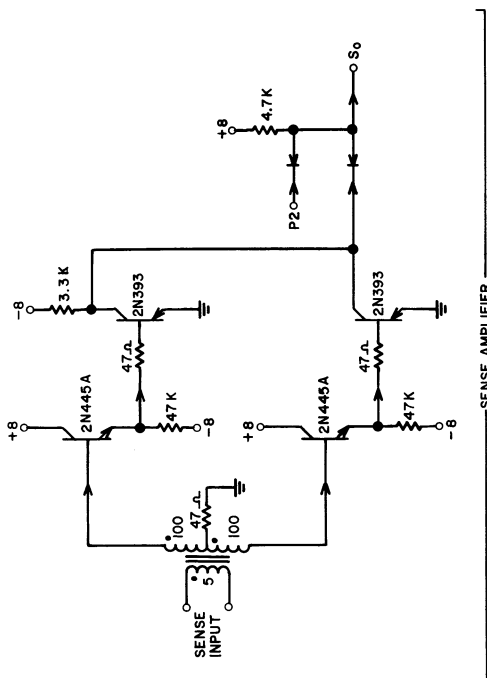 -8
3.3K
+8
2N445A
47Ω
2N393
47K
-8
+8
4.7K
P2
S₀
100
47Ω
100
5
SENSE
INPUT
+8
2N445A
47Ω
2N393
47K
-8
SENSE AMPLIFIER